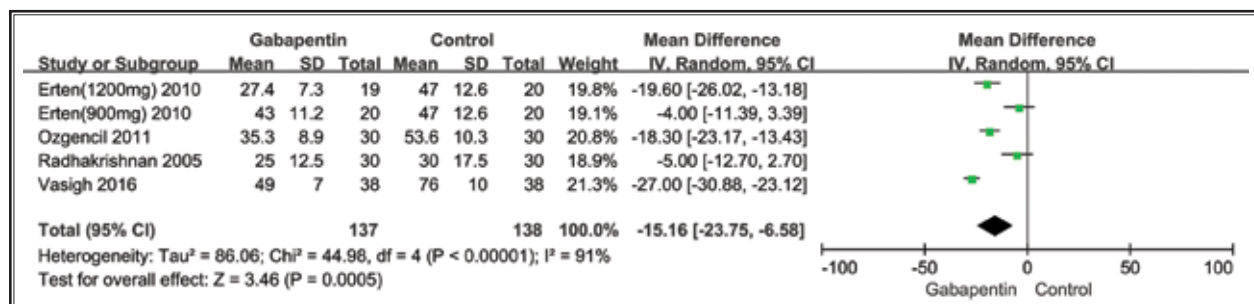 Gabapentin Control Mean Difference Mean Difference
Study or Subgroup Mean SD Total Mean SD Total Weight IV, Random, 95% CI IV, Random, 95% CI
Erten(1200mg) 2010 27.4 7.3 19 47 12.6 20 19.8% -19.60 [-26.02, -13.18]
Erten(900mg) 2010 43 11.2 20 47 12.6 20 19.1% -4.00 [-11.39, 3.39]
Ozgencil 2011 35.3 8.9 30 53.6 10.3 30 20.8% -18.30 [-23.17, -13.43]
Radhakrishnan 2005 25 12.5 30 30 17.5 30 18.9% -5.00 [-12.70, 2.70]
Vasigh 2016 49 7 38 76 10 38 21.3% -27.00 [-30.88, -23.12]
Total (95% CI) 137 138 100.0% -15.16 [-23.75, -6.58]
Heterogeneity: Tau² = 86.06; Chi² = 44.98, df = 4 (P < 0.00001); I² = 91%
Test for overall effect: Z = 3.46 (P = 0.0005)
-100 -50 0 50 100
Gabapentin Control